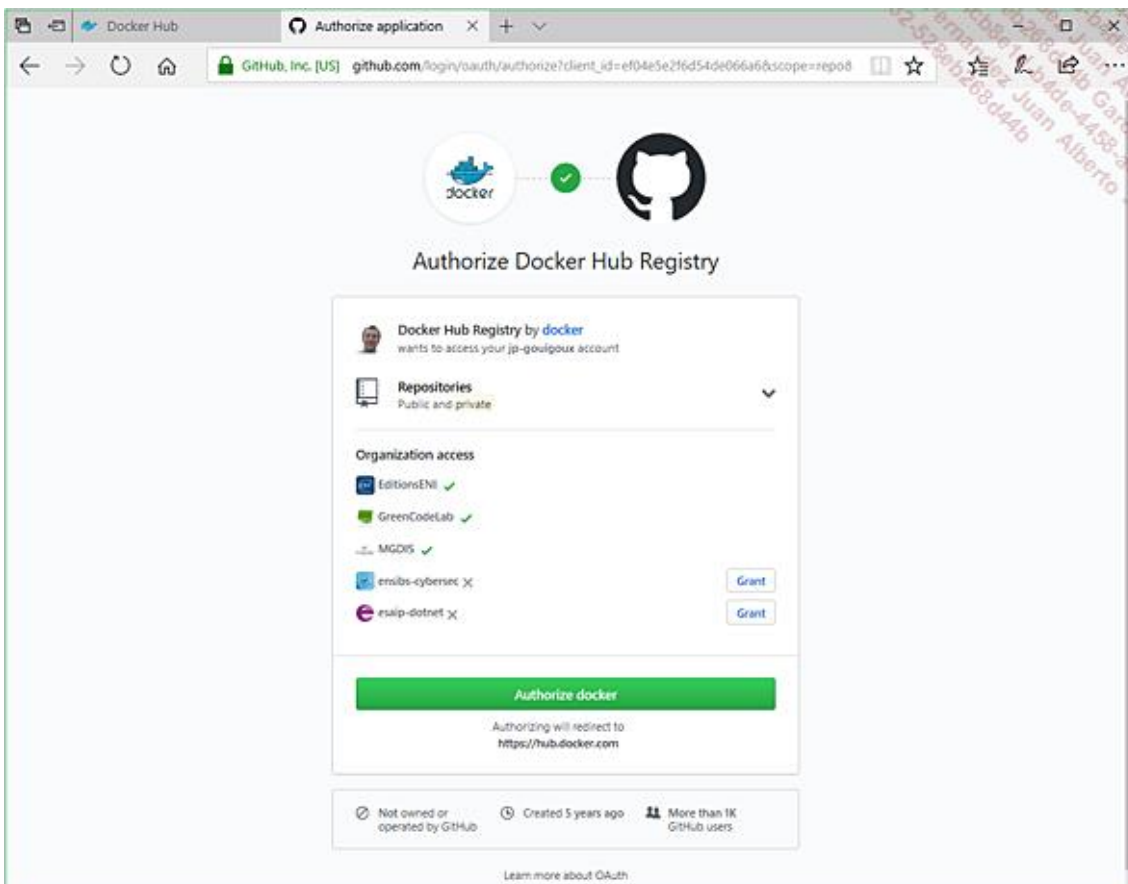 Docker Hub
Authorize application
GitHub, Inc. [US] github.com/login/oauth/authorize?client_id=ef04e5e2f6d54de066a6&scope=repo
docker
Authorize Docker Hub Registry
Docker Hub Registry by docker
wants to access your jp-gouigoux account
Repositories
Public and private
Organization access
EditionsENI
GreenCodeLab
MGDIS
ensibs-cybersec Grant
esaip-dotnet Grant
Authorize docker
Authorizing will redirect to
https://hub.docker.com
Not owned or
operated by GitHub
Created 5 years ago
More than 1K
GitHub users
Learn more about OAuth
Juan Alberto